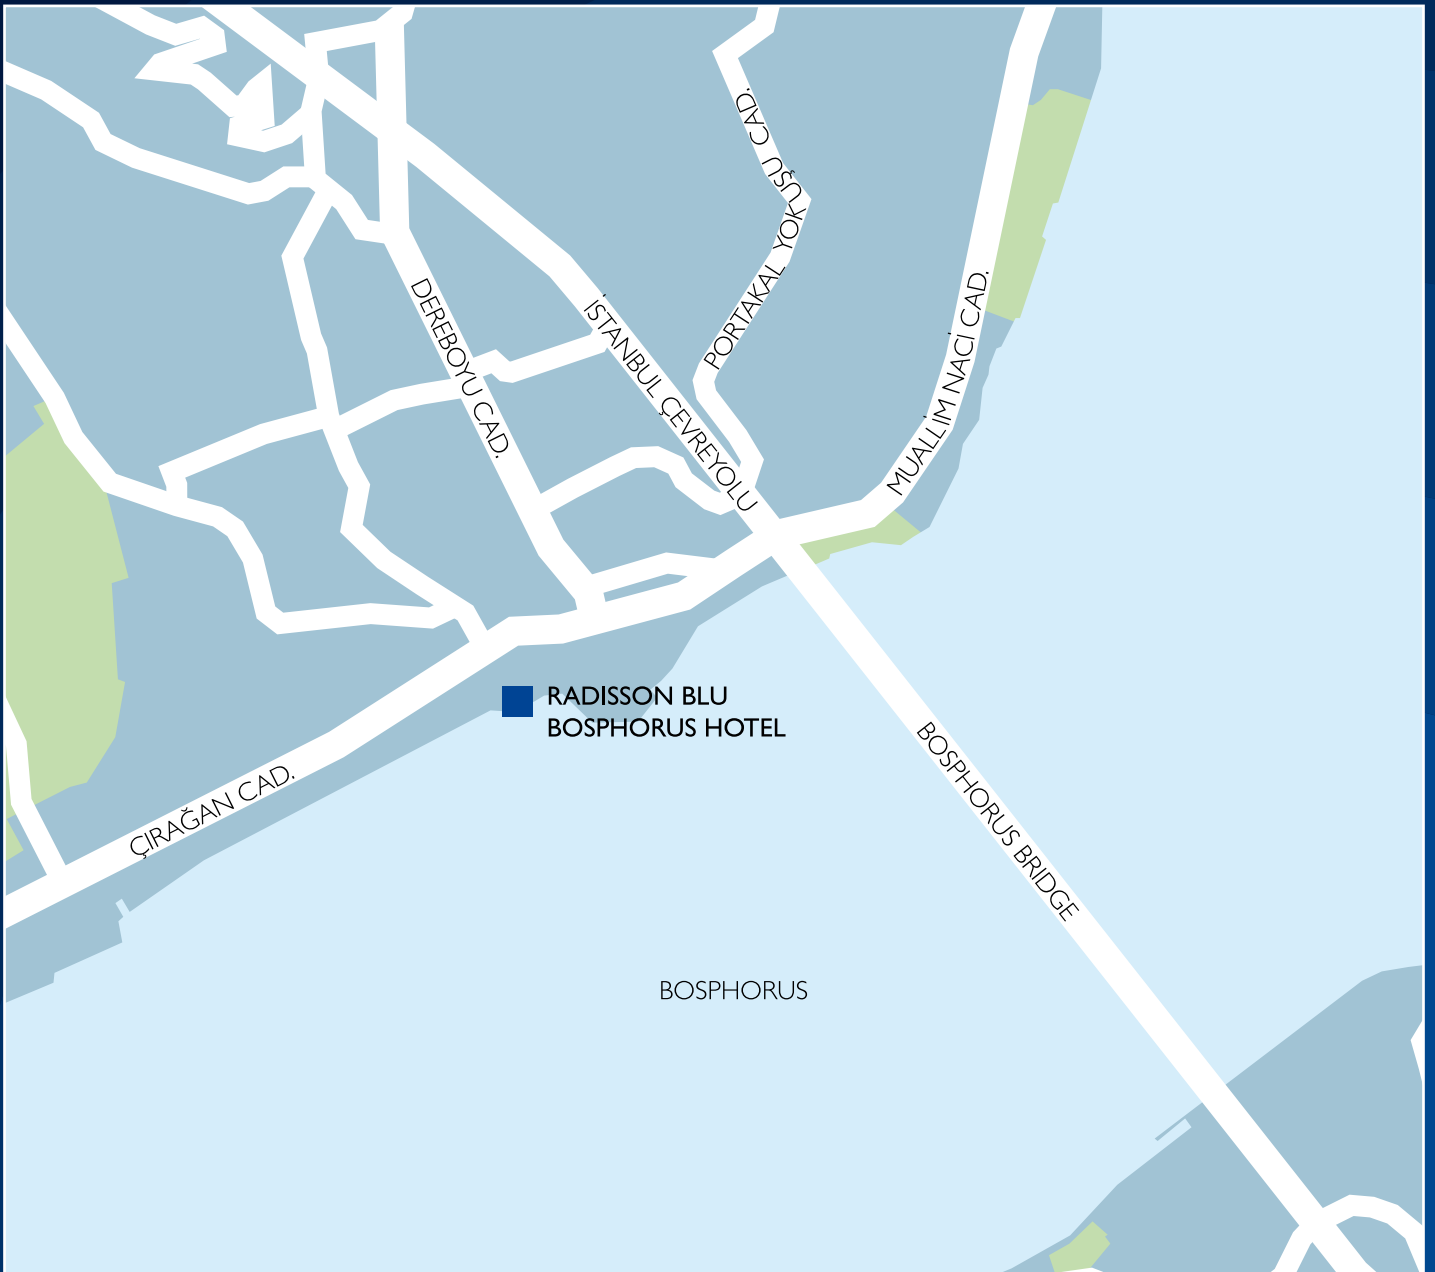 PORTAKAL YOKUŞU CAD.
MUALLİM NACİ CAD.
DEREBOYU CAD.
İSTANBUL ÇEVREYOLU
RADISSON BLU
BOSPHORUS HOTEL
ÇIRAĞAN CAD.
BOSPHORUS BRIDGE
BOSPHORUS